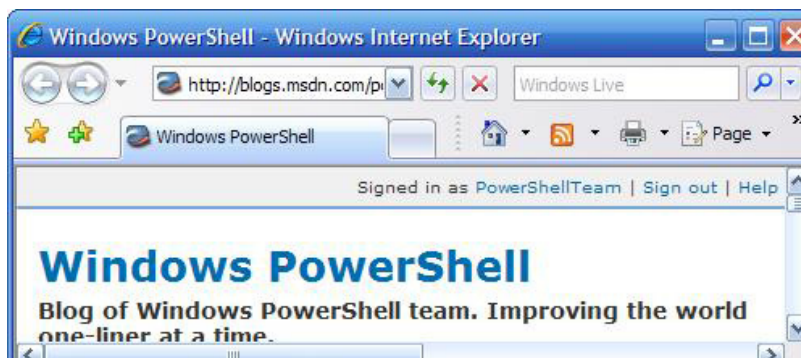 Windows PowerShell - Windows Internet Explorer
http://blogs.msdn.com/p
Windows Live
Windows PowerShell
Page
Signed in as PowerShellTeam | Sign out | Help
Windows PowerShell
Blog of Windows PowerShell team. Improving the world
one-liner at a time.